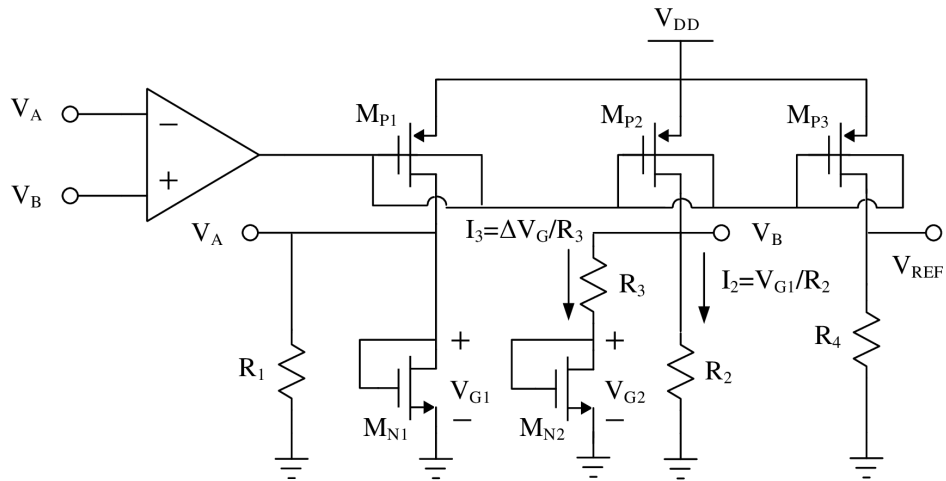 V_DD
V_A
M_P1
M_P2
M_P3
−
+
V_B
V_A
I_3=ΔV_G/R_3
V_B
V_REF
R_3
I_2=V_G1/R_2
R_1
+
V_G1
−
M_N1
+
V_G2
−
M_N2
R_2
R_4